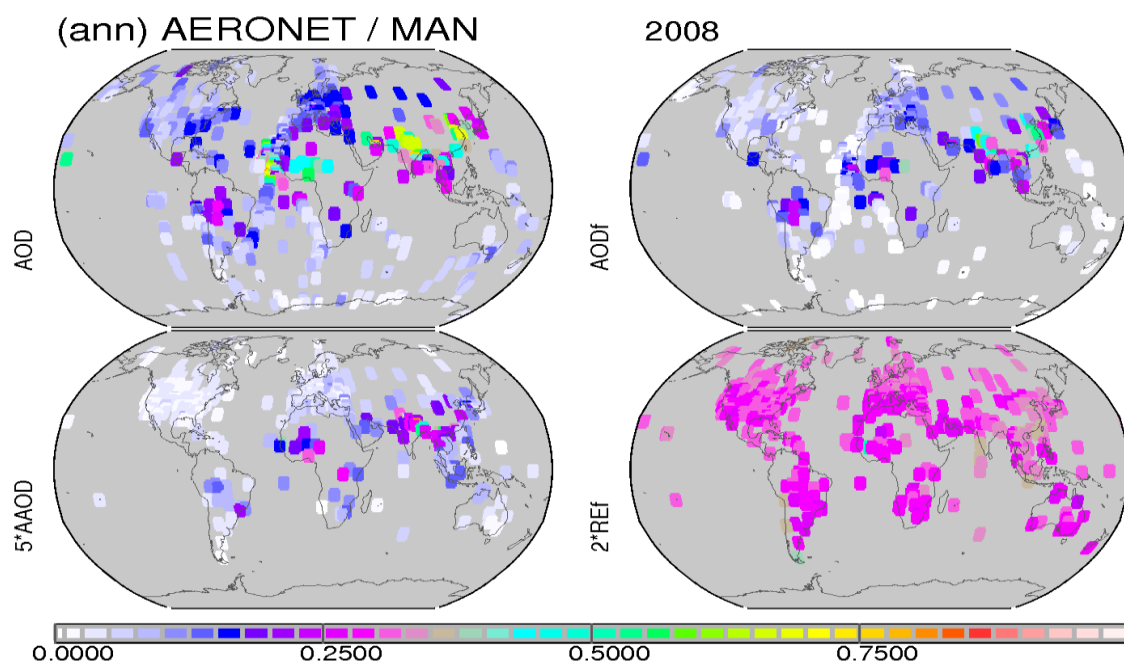 (ann) AERONET / MAN
2008
AOD
AODf
5*AAOD
2*REf
0.0000
0.2500
0.5000
0.7500